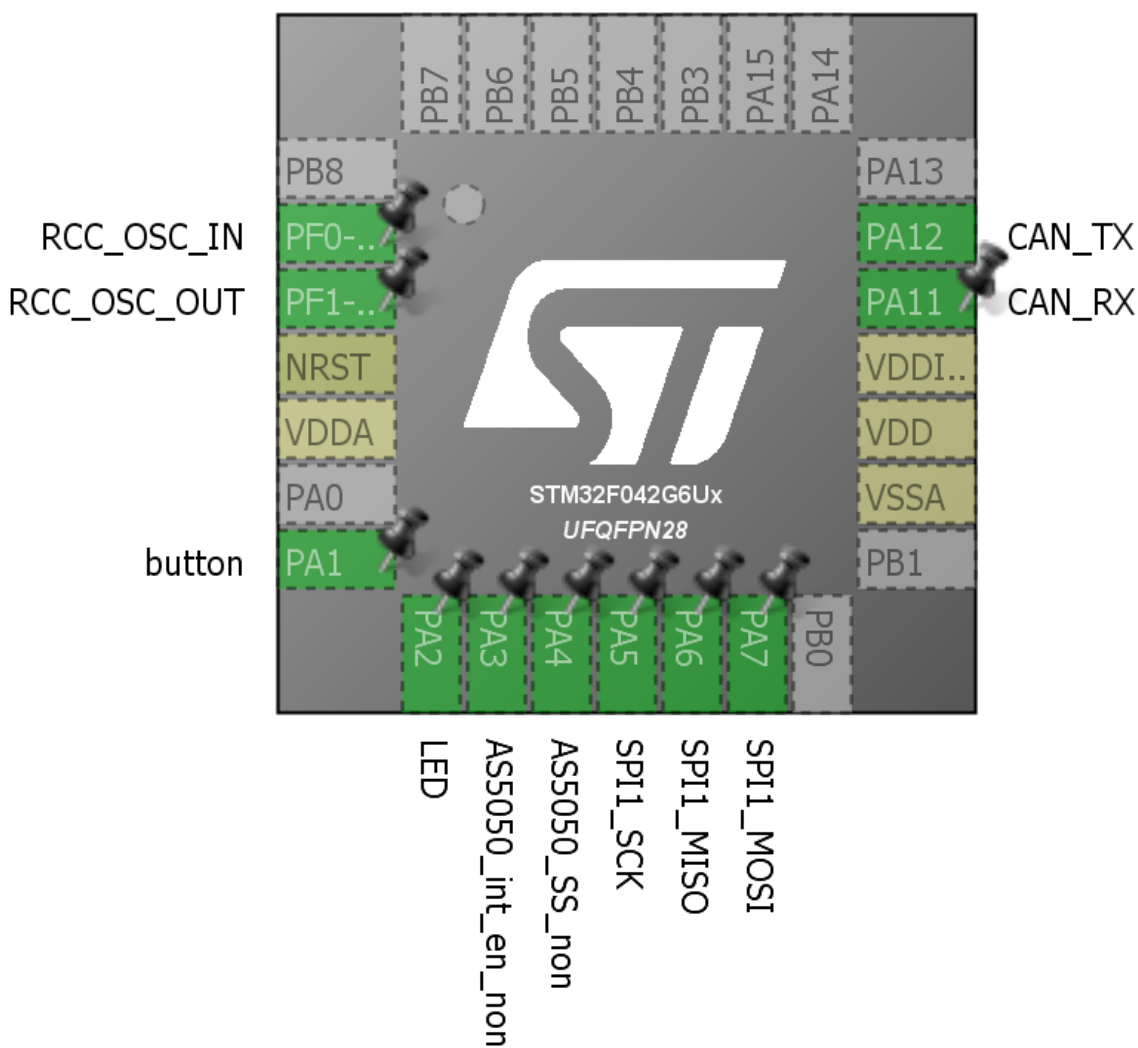 PB7
PB6
PB5
PB4
PB3
PA15
PA14
PB8
PA13
RCC_OSC_IN
PF0-..
PA12
CAN_TX
RCC_OSC_OUT
PF1-..
PA11
CAN_RX
NRST
VDDI..
VDDA
VDD
PA0
VSSA
button
PA1
PB1
STM32F042G6Ux
UFQFPN28
PA2
PA3
PA4
PA5
PA6
PA7
PB0
LED
AS5050_int_en_non
AS5050_SS_non
SPI1_SCK
SPI1_MISO
SPI1_MOSI